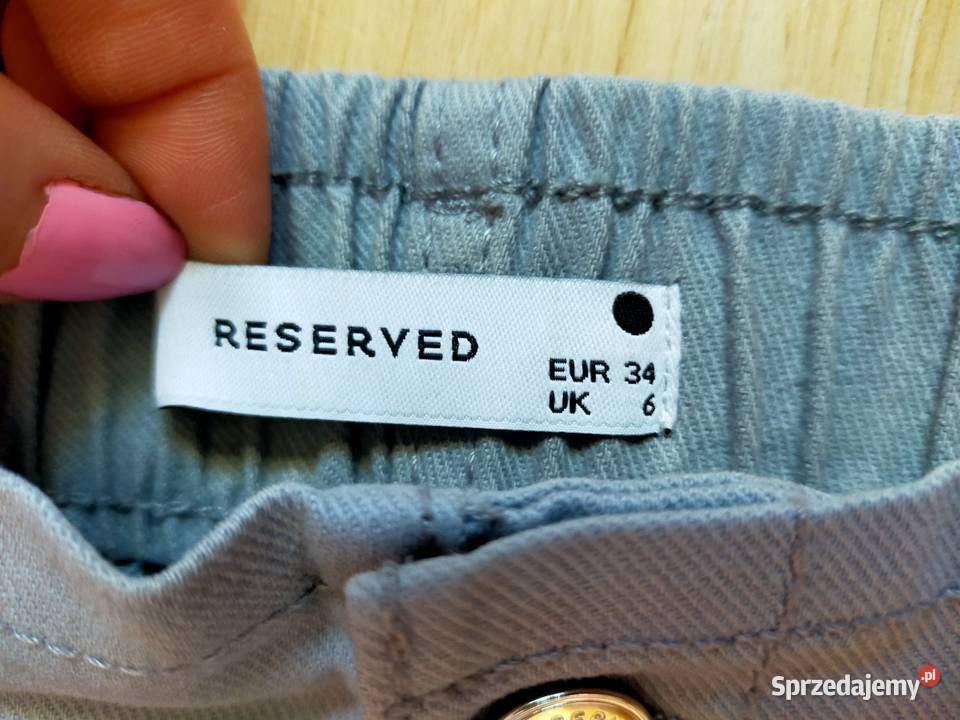 RESERVED
EUR 34
UK 6
Sprzedajemy.pl